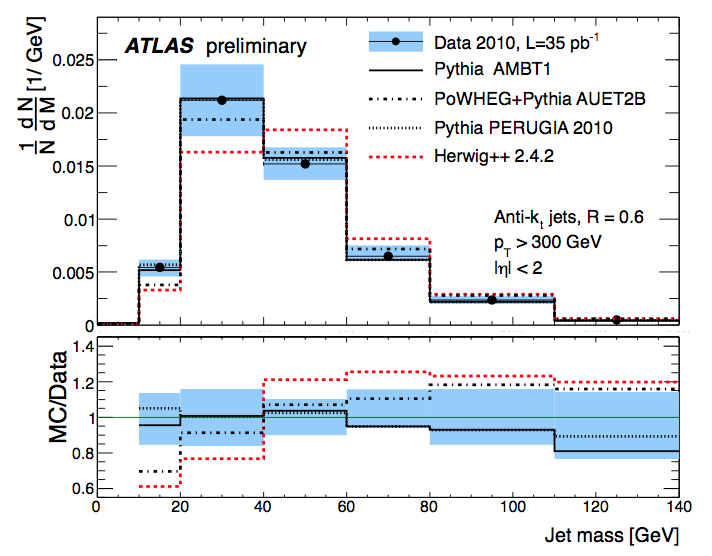 ATLAS preliminary
Data 2010, L=35 pb⁻¹
Pythia AMBT1
PoWHEG+Pythia AUET2B
Pythia PERUGIA 2010
Herwig++ 2.4.2
Anti-kₜ jets, R = 0.6
p_T > 300 GeV
|η| < 2
1/N dN/dM [1/ GeV]
0.025
0.02
0.015
0.01
0.005
0
MC/Data
1.4
1.2
1
0.8
0.6
0 20 40 60 80 100 120 140
Jet mass [GeV]